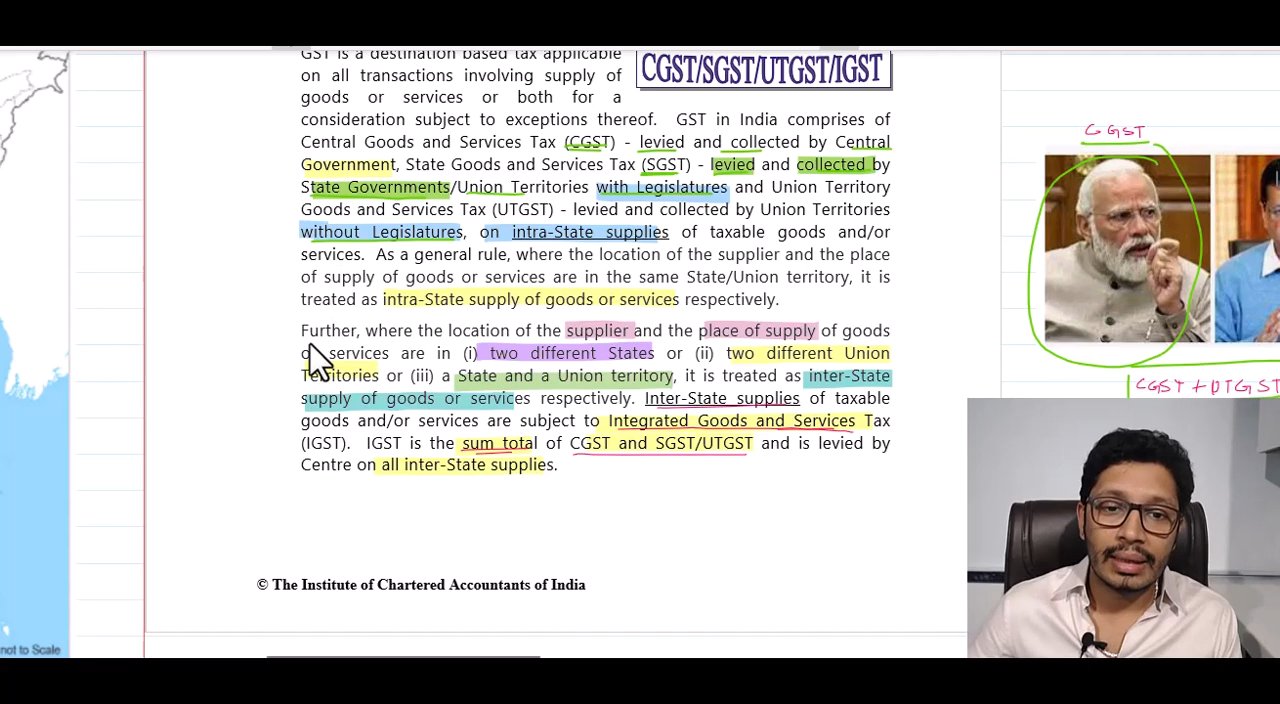 GST is a destination based tax applicable
on all transactions involving supply of
goods or services or both for a
CGST/SGST/UTGST/IGST
consideration subject to exceptions thereof. GST in India comprises of
Central Goods and Services Tax (CGST) - levied and collected by Central
Government, State Goods and Services Tax (SGST) - levied and collected by
State Governments/Union Territories with Legislatures and Union Territory
Goods and Services Tax (UTGST) - levied and collected by Union Territories
without Legislatures, on intra-State supplies of taxable goods and/or
services. As a general rule, where the location of the supplier and the place
of supply of goods or services are in the same State/Union territory, it is
treated as intra-State supply of goods or services respectively.
Further, where the location of the supplier and the place of supply of goods
services are in (i) two different States or (ii) two different Union
Territories or (iii) a State and a Union territory, it is treated as inter-State
supply of goods or services respectively. Inter-State supplies of taxable
goods and/or services are subject to Integrated Goods and Services Tax
(IGST). IGST is the sum total of CGST and SGST/UTGST and is levied by
Centre on all inter-State supplies.
© The Institute of Chartered Accountants of India
CGST
CGST+UTGST
not to Scale